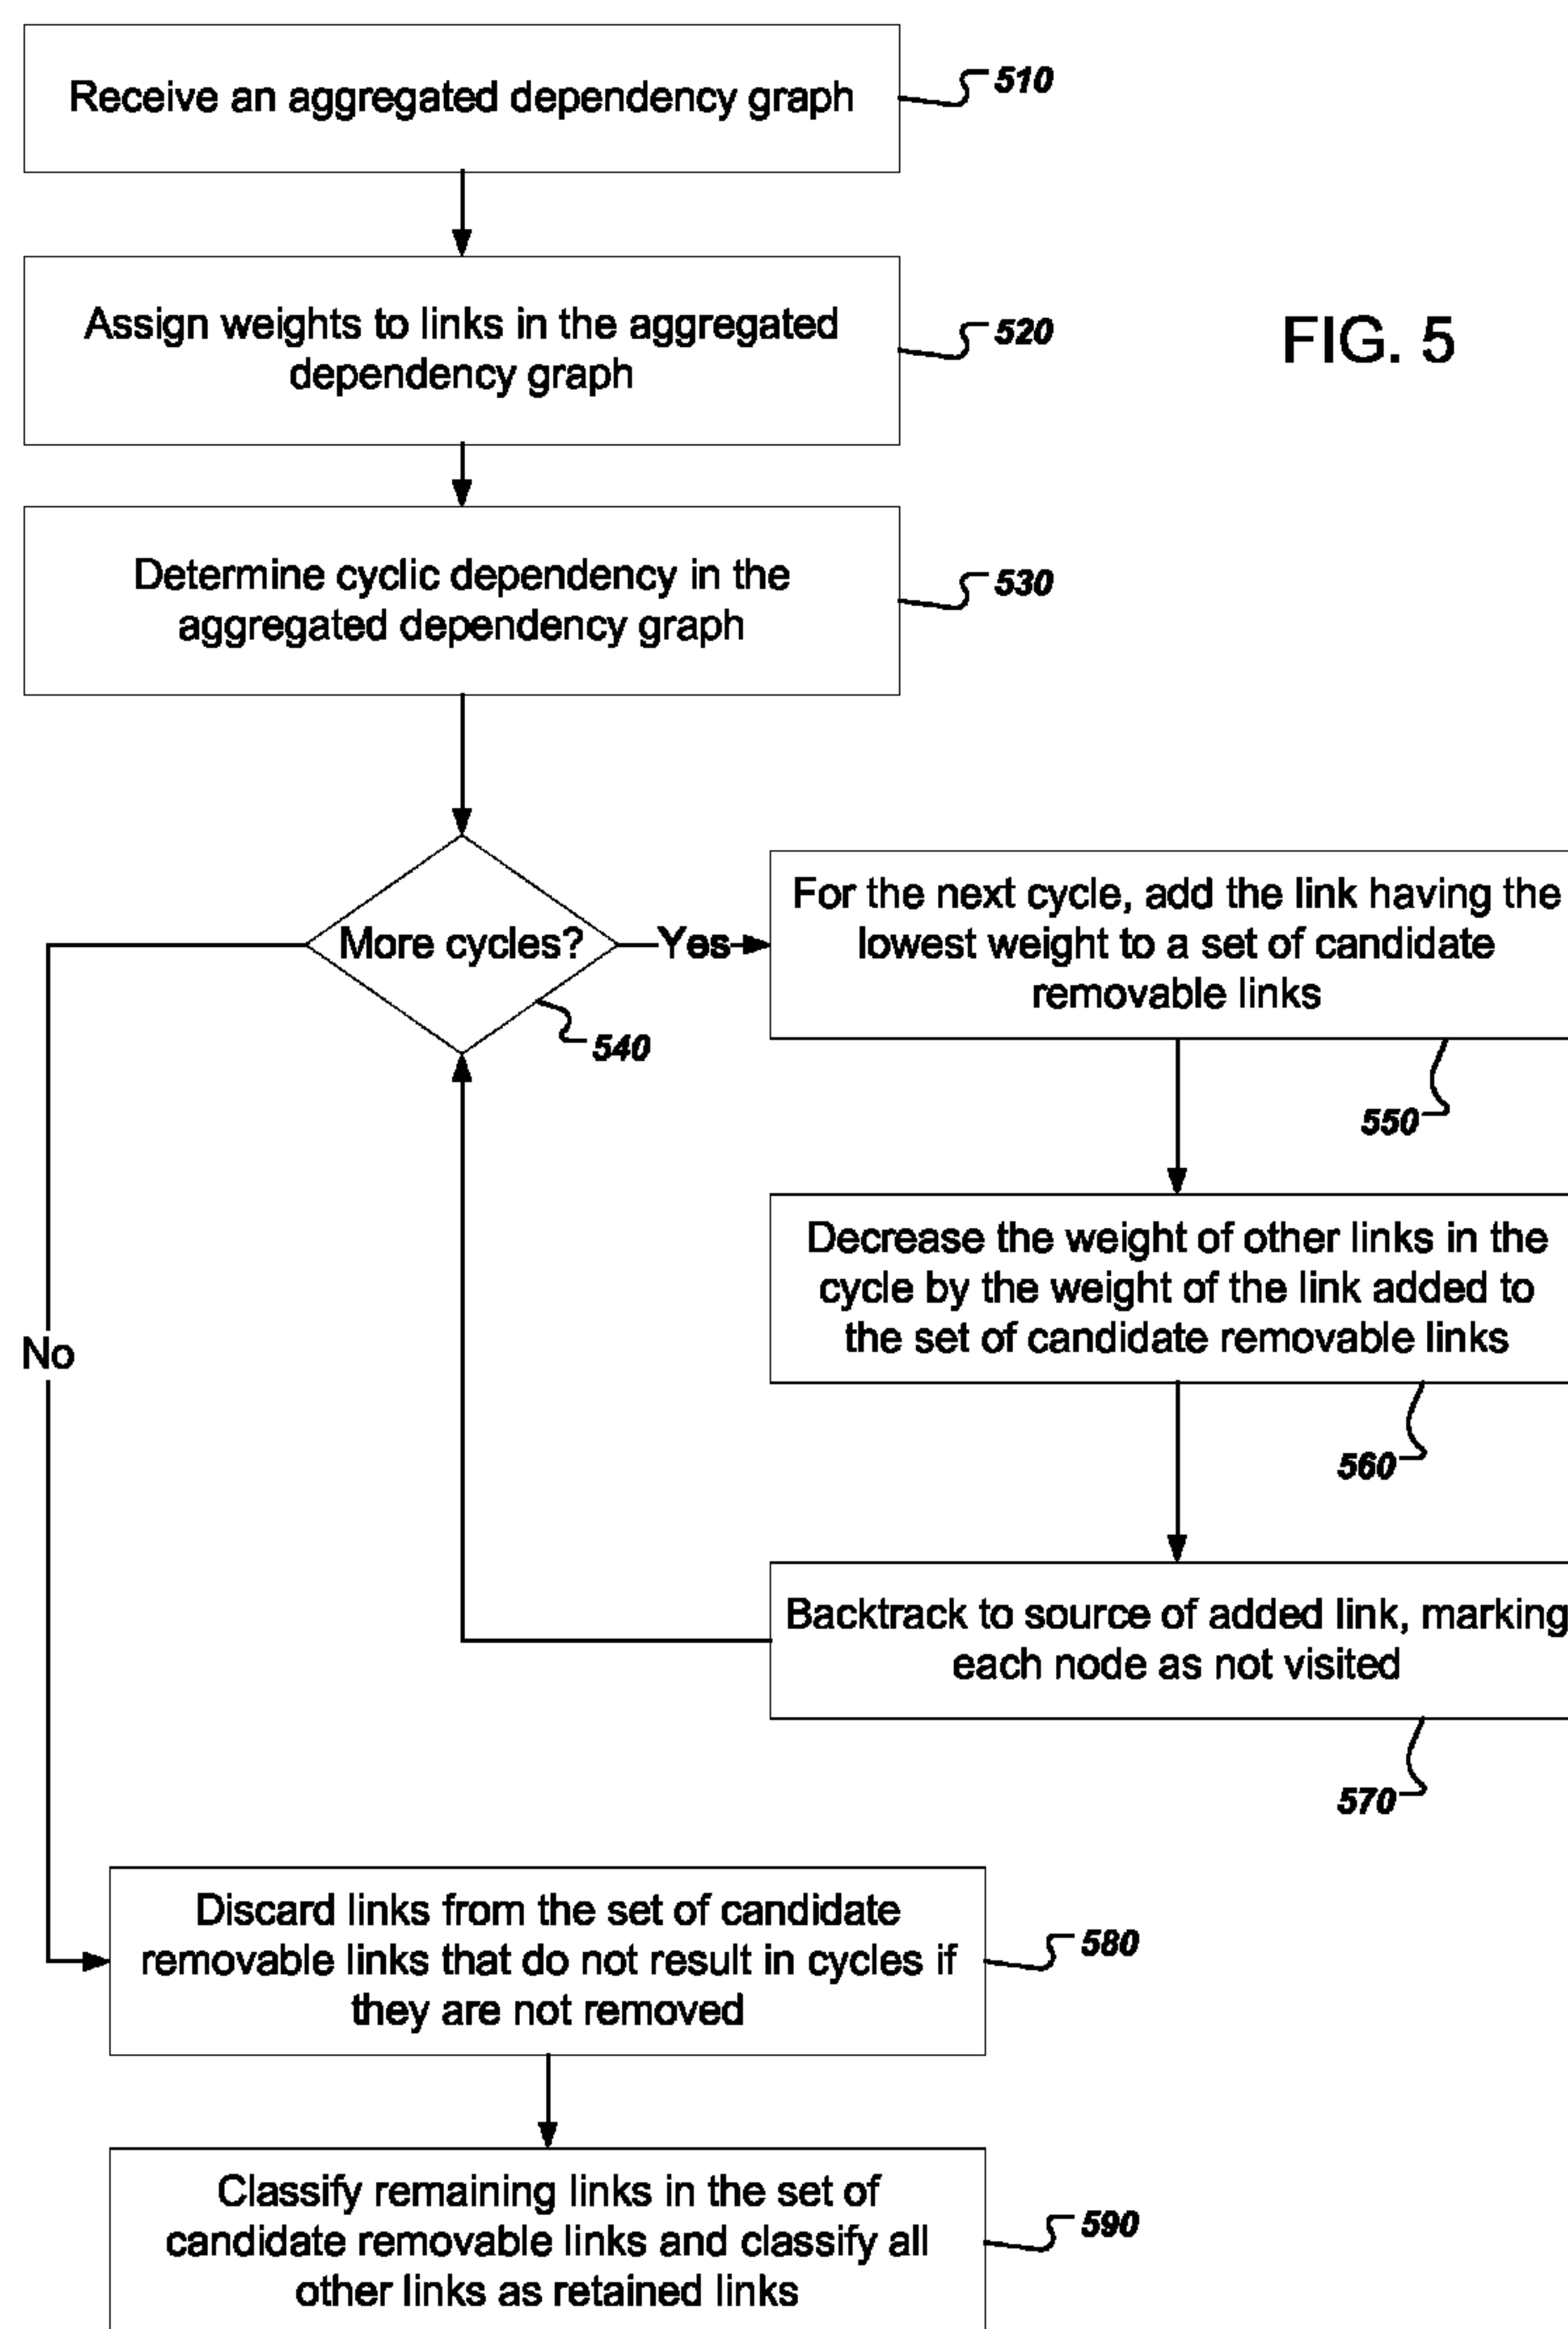 Receive an aggregated dependency graph
510
Assign weights to links in the aggregated
dependency graph
520
FIG. 5
Determine cyclic dependency in the
aggregated dependency graph
530
More cycles?
540
Yes
For the next cycle, add the link having the
lowest weight to a set of candidate
removable links
550
Decrease the weight of other links in the
cycle by the weight of the link added to
the set of candidate removable links
560
No
Backtrack to source of added link, marking
each node as not visited
570
Discard links from the set of candidate
removable links that do not result in cycles if
they are not removed
580
Classify remaining links in the set of
candidate removable links and classify all
other links as retained links
590